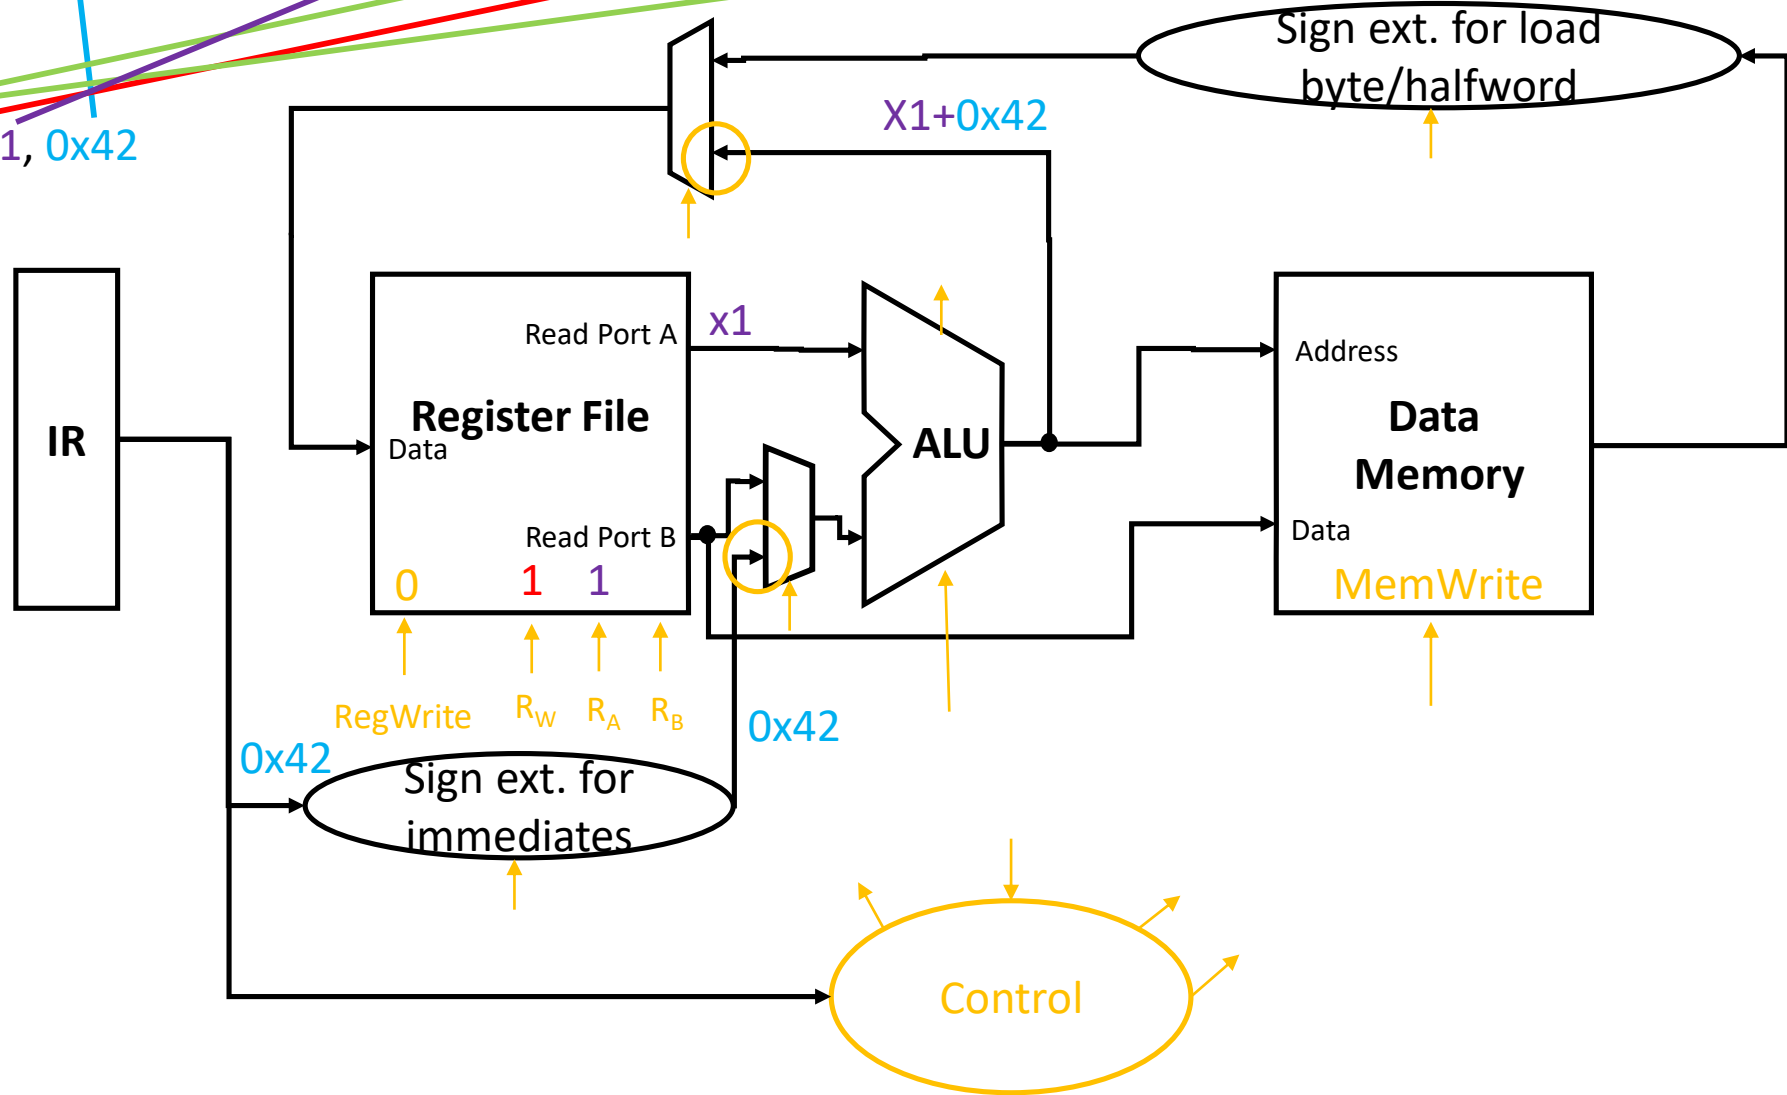 Sign ext. for load
byte/halfword
X1+0x42
1, 0x42
x1
Read Port A
Address
IR
Register File
Data
ALU
Data
Memory
Read Port B
Data
0
1
1
MemWrite
RegWrite
RW
RA
RB
0x42
0x42
Sign ext. for
immediates
Control